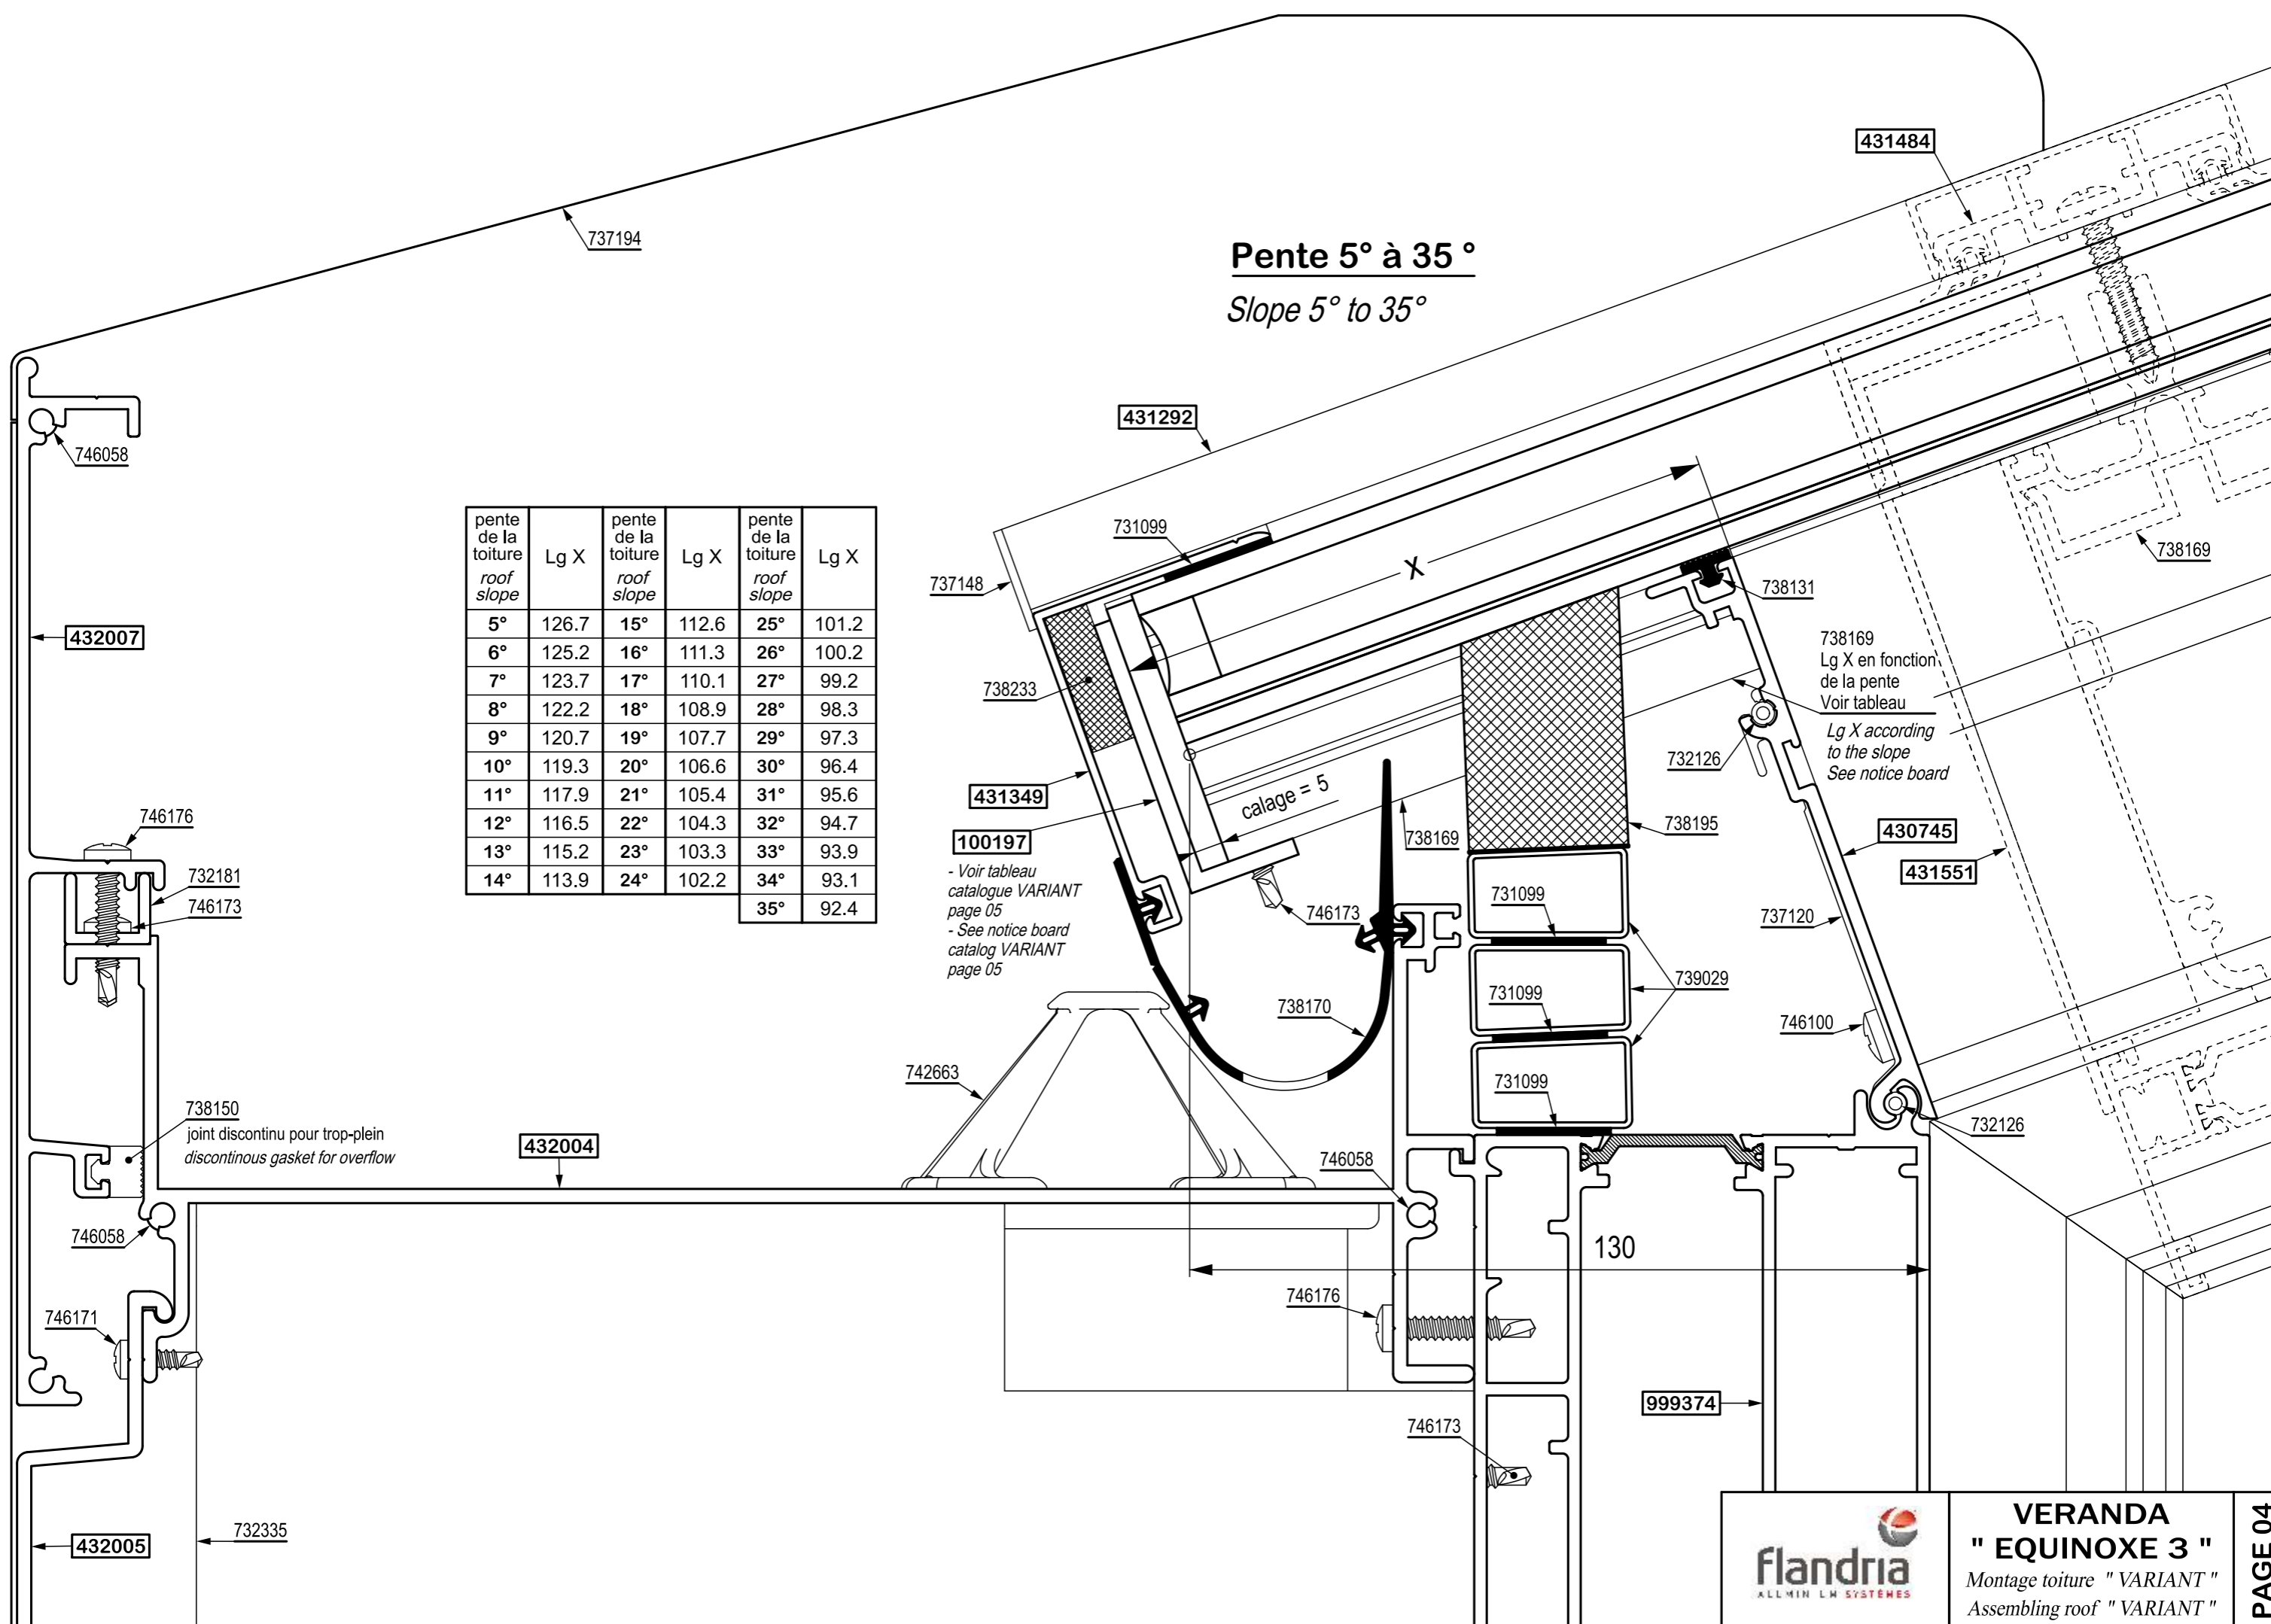 431484
737194
Pente 5° à 35 °
Slope 5° to 35°
431292
746058
731099
X
738169
737148
738131
pente de la toiture Lg X pente de la toiture Lg X pente de la toiture Lg X
roof slope roof slope roof slope
5° 126.7 15° 112.6 25° 101.2
6° 125.2 16° 111.3 26° 100.2
7° 123.7 17° 110.1 27° 99.2
8° 122.2 18° 108.9 28° 98.3
9° 120.7 19° 107.7 29° 97.3
10° 119.3 20° 106.6 30° 96.4
11° 117.9 21° 105.4 31° 95.6
12° 116.5 22° 104.3 32° 94.7
13° 115.2 23° 103.3 33° 93.9
14° 113.9 24° 102.2 34° 93.1
35° 92.4
432007
738169
Lg X en fonction
de la pente
Voir tableau
Lg X according
to the slope
See notice board
738233
732126
431349
calage = 5
746176
738169
738195
430745
100197
- Voir tableau
catalogue VARIANT
page 05
- See notice board
catalog VARIANT
page 05
431551
732181
746173
746173
731099
737120
739029
731099
738170
746100
742663
731099
738150
joint discontinu pour trop-plein
discontinous gasket for overflow
432004
746058
732126
746058
130
746176
746171
999374
746173
432005
732335
flandria
ALLMIN LM SYSTÈMES
VERANDA
" EQUINOXE 3 "
Montage toiture " VARIANT "
Assembling roof " VARIANT "
PAGE 04